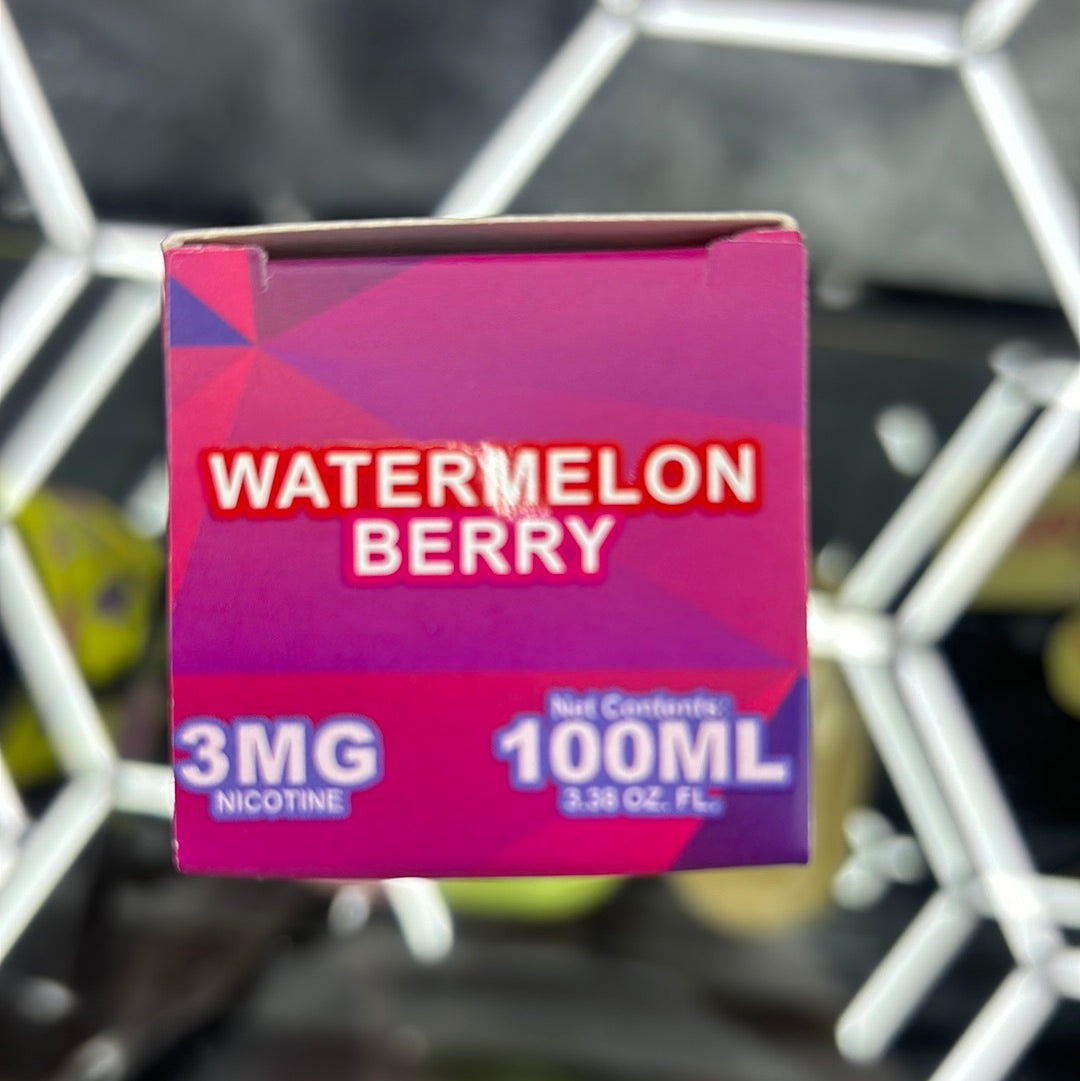 WATERMELON
BERRY
3MG
NICOTINE
Net Contents:
100ML
3.38 OZ. FL.